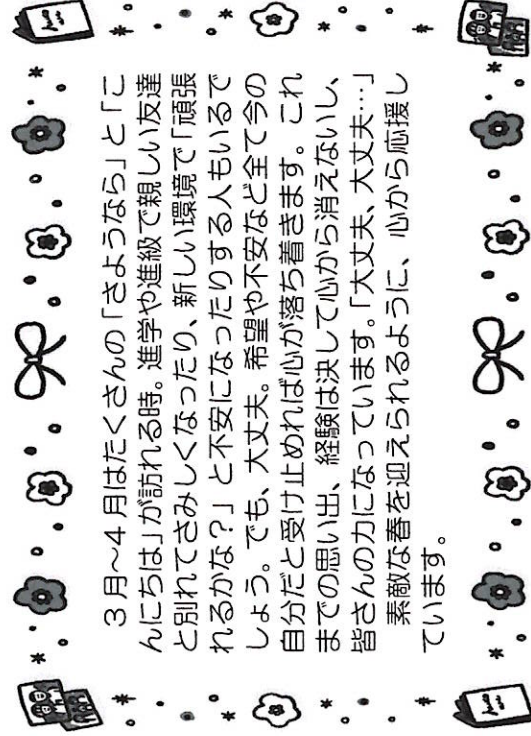 ３月～４月はたくさんの「さようなら」と「こ
んにちは」が訪れる時。進学や進級で親しい友達
と別れてさみしくなったり、新しい環境で「頑張
れるかな？」と不安になったりする人もいるで
しょう。でも、大丈夫。希望や不安など全て今の
自分だと受け止めれば心が落ち着きます。これ
までの思い出、経験は決して心から消えないし、
皆さんの力になっています。「大丈夫、大丈夫…」
素敵な春を迎えられるように、心から応援し
ています。